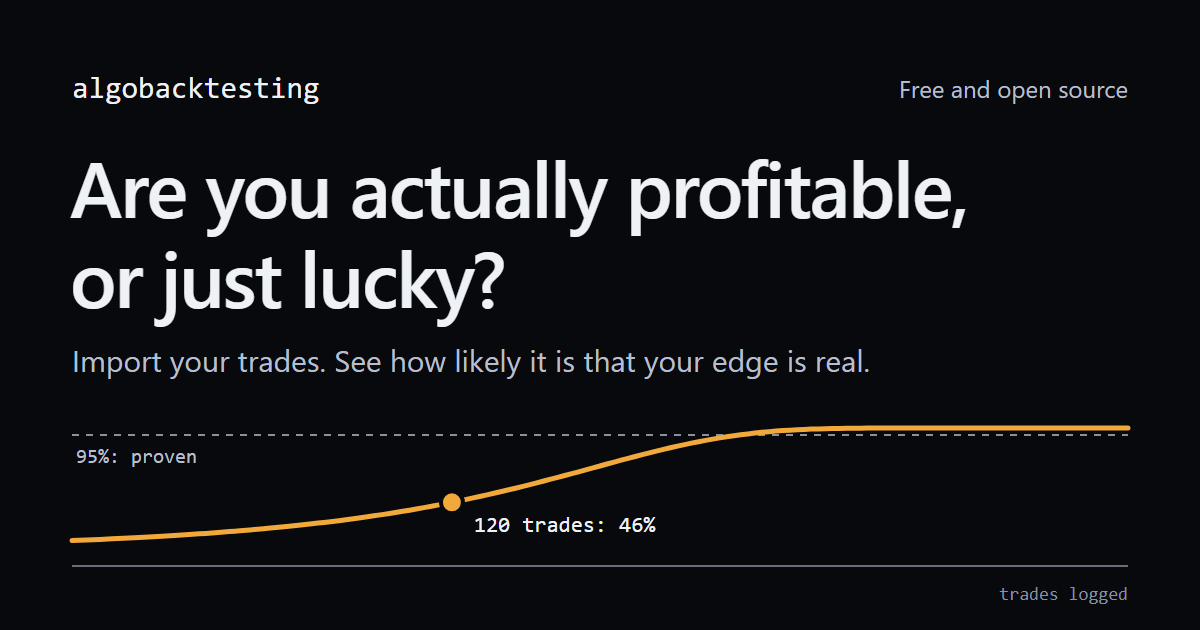 algobacktesting
Free and open source
Are you actually profitable,
or just lucky?
Import your trades. See how likely it is that your edge is real.
95%: proven
120 trades: 46%
trades logged